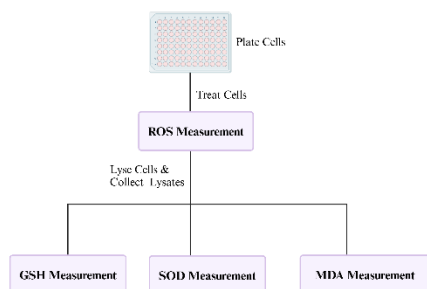 Plate Cells
Treat Cells
ROS Measurement
Lyse Cells &
Collect Lysates
GSH Measurement
SOD Measurement
MDA Measurement